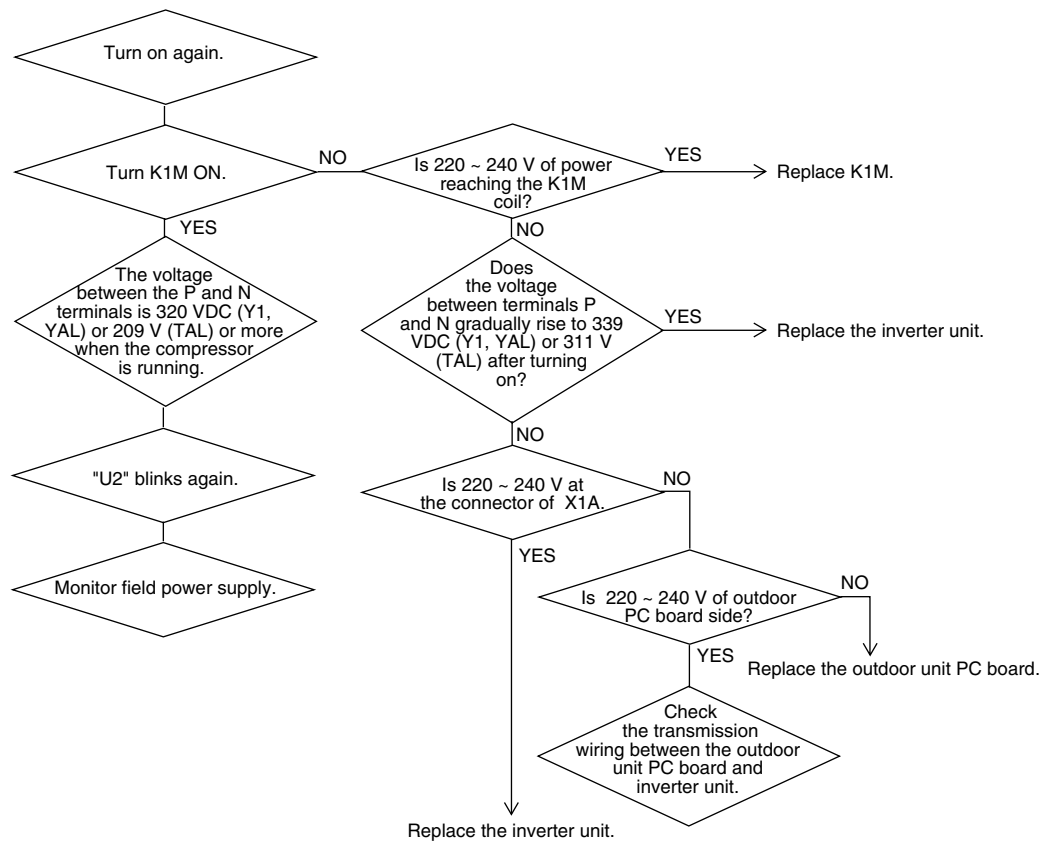 Turn on again.
Turn K1M ON.
NO
Is 220 ~ 240 V of power
reaching the K1M
coil?
YES
Replace K1M.
YES
NO
The voltage
between the P and N
terminals is 320 VDC (Y1,
YAL) or 209 V (TAL) or more
when the compressor
is running.
Does
the voltage
between terminals P
and N gradually rise to 339
VDC (Y1, YAL) or 311 V
(TAL) after turning
on?
YES
Replace the inverter unit.
NO
"U2" blinks again.
Is 220 ~ 240 V at
the connector of X1A.
NO
YES
Monitor field power supply.
Is 220 ~ 240 V of outdoor
PC board side?
NO
YES
Replace the outdoor unit PC board.
Check
the transmission
wiring between the outdoor
unit PC board and
inverter unit.
Replace the inverter unit.